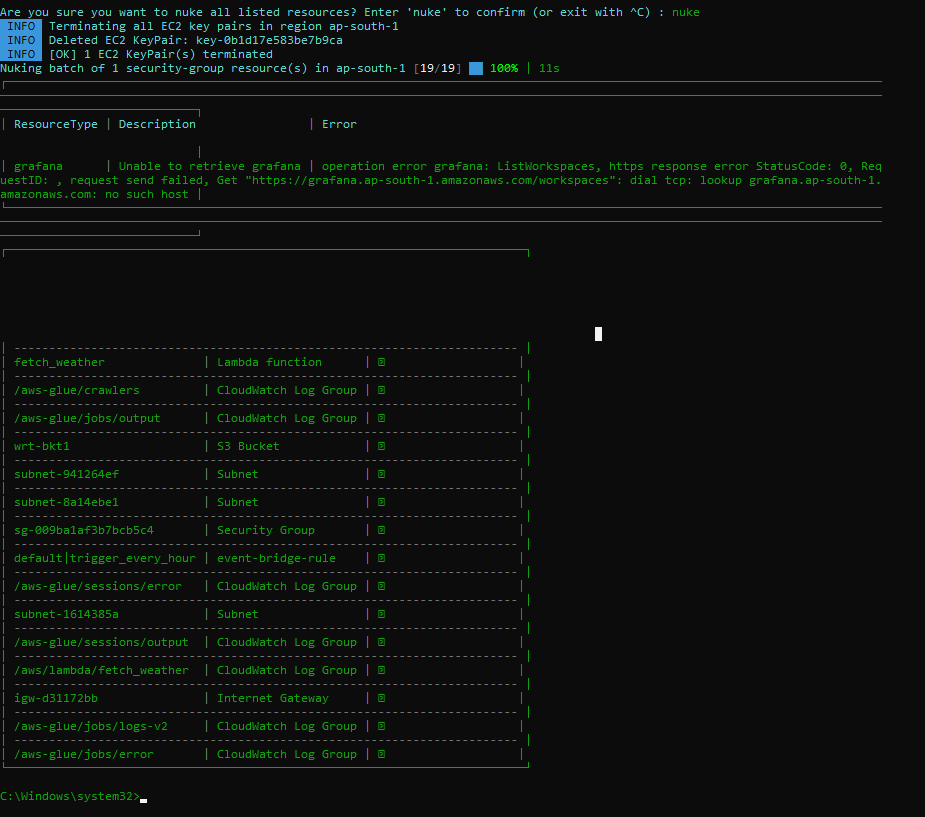 Are you sure you want to nuke all listed resources? Enter 'nuke' to confirm (or exit with ^C) : nuke
INFO Terminating all EC2 key pairs in region ap-south-1
INFO Deleted EC2 KeyPair: key-0b1d17e583be7b9ca
INFO [OK] 1 EC2 KeyPair(s) terminated
Nuking batch of 1 security-group resource(s) in ap-south-1 [19/19] 100% | 11s
| ResourceType | Description | Error
|
| grafana | Unable to retrieve grafana | operation error grafana: ListWorkspaces, https response error StatusCode: 0, Req
uestID: , request send failed, Get "https://grafana.ap-south-1.amazonaws.com/workspaces": dial tcp: lookup grafana.ap-south-1.
amazonaws.com: no such host |
| ------------------------------------------------------------------------ |
| fetch_weather | Lambda function | |
| ------------------------------------------------------------------------ |
| /aws-glue/crawlers | CloudWatch Log Group | |
| ------------------------------------------------------------------------ |
| /aws-glue/jobs/output | CloudWatch Log Group | |
| ------------------------------------------------------------------------ |
| wrt-bkt1 | S3 Bucket | |
| ------------------------------------------------------------------------ |
| subnet-941264ef | Subnet | |
| ------------------------------------------------------------------------ |
| subnet-8a14ebe1 | Subnet | |
| ------------------------------------------------------------------------ |
| sg-009ba1af3b7bcb5c4 | Security Group | |
| ------------------------------------------------------------------------ |
| default|trigger_every_hour | event-bridge-rule | |
| ------------------------------------------------------------------------ |
| /aws-glue/sessions/error | CloudWatch Log Group | |
| ------------------------------------------------------------------------ |
| subnet-1614385a | Subnet | |
| ------------------------------------------------------------------------ |
| /aws-glue/sessions/output | CloudWatch Log Group | |
| ------------------------------------------------------------------------ |
| /aws/lambda/fetch_weather | CloudWatch Log Group | |
| ------------------------------------------------------------------------ |
| igw-d31172bb | Internet Gateway | |
| ------------------------------------------------------------------------ |
| /aws-glue/jobs/logs-v2 | CloudWatch Log Group | |
| ------------------------------------------------------------------------ |
| /aws-glue/jobs/error | CloudWatch Log Group | |
C:\Windows\system32>